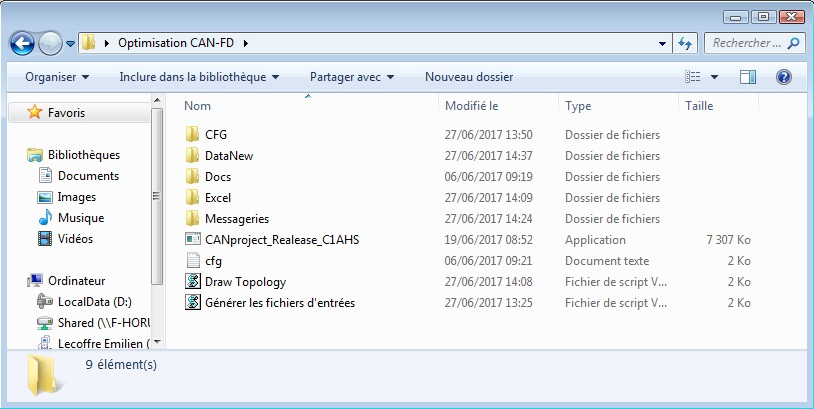 Optimisation CAN-FD
Rechercher ...
Organiser Inclure dans la bibliothèque Partager avec Nouveau dossier
Favoris
Bibliothèques
Documents
Images
Musique
Vidéos
Ordinateur
LocalData (D:)
Shared (\\F-HORU
Lecoffre Emilien (
Nom Modifié le Type Taille
CFG 27/06/2017 13:50 Dossier de fichiers
DataNew 27/06/2017 14:37 Dossier de fichiers
Docs 06/06/2017 09:19 Dossier de fichiers
Excel 27/06/2017 14:09 Dossier de fichiers
Messageries 27/06/2017 14:24 Dossier de fichiers
CANproject_Realease_C1AHS 19/06/2017 08:52 Application 7 307 Ko
cfg 06/06/2017 09:21 Document texte 2 Ko
Draw Topology 27/06/2017 14:08 Fichier de script V... 2 Ko
Générer les fichiers d'entrées 27/06/2017 13:25 Fichier de script V... 2 Ko
9 élément(s)